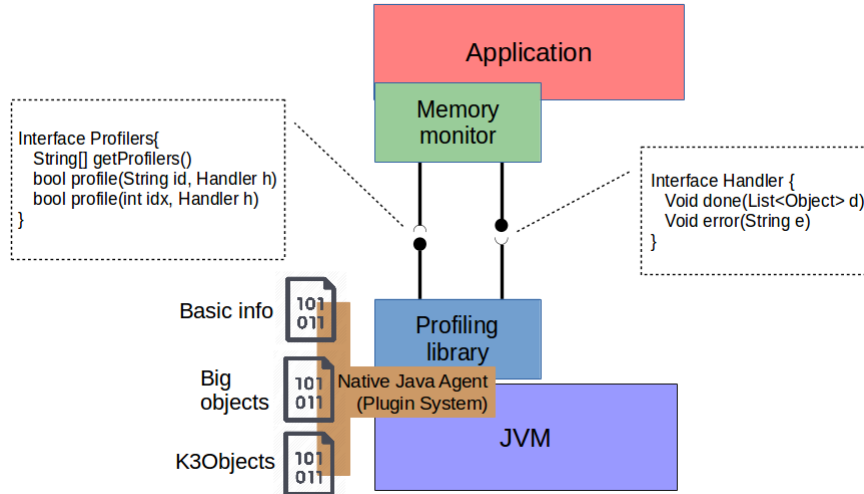 Application
Memory
monitor
Interface Profilers{
String[] getProfilers()
bool profile(String id, Handler h)
bool profile(int idx, Handler h)
}
Interface Handler {
Void done(List<Object> d)
Void error(String e)
}
Basic info
101
011
Profiling
library
Big
objects
101
011
Native Java Agent
(Plugin System)
JVM
K3Objects
101
011